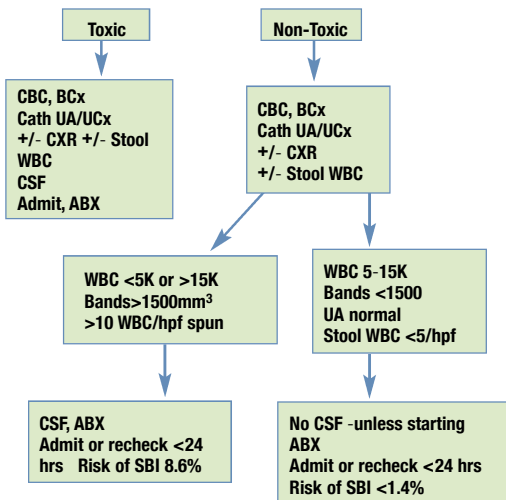 Toxic
Non-Toxic
CBC, BCx
Cath UA/UCx
+/- CXR +/- Stool
WBC
CSF
Admit, ABX
CBC, BCx
Cath UA/UCx
+/- CXR
+/- Stool WBC
WBC <5K or >15K
Bands>1500mm³
>10 WBC/hpf spun
WBC 5-15K
Bands <1500
UA normal
Stool WBC <5/hpf
CSF, ABX
Admit or recheck <24
hrs Risk of SBI 8.6%
No CSF -unless starting
ABX
Admit or recheck <24 hrs
Risk of SBI <1.4%